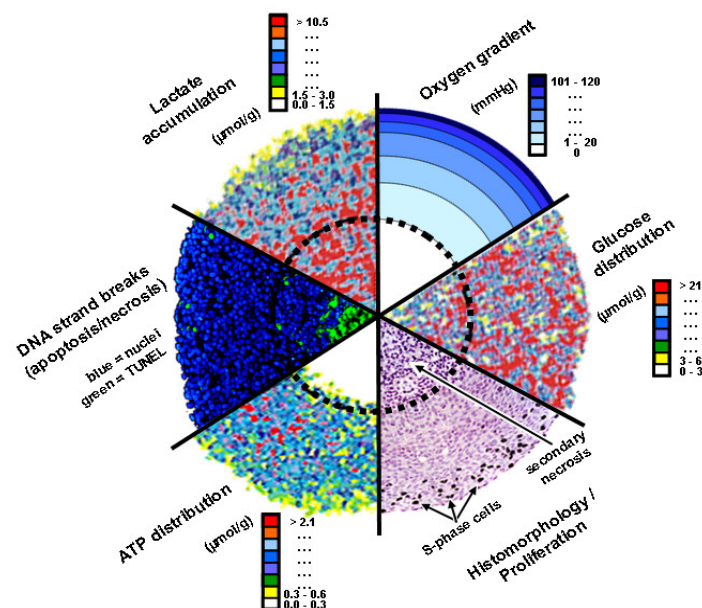 > 10.5
...
...
...
...
...
1.5 - 3.0
0.0 - 1.5
Lactate
accumulation
(µmol/g)
Oxygen gradient
(mmHg)
101 - 120
...
...
...
...
1 - 20
0
Glucose
distribution
(µmol/g)
> 21
...
...
...
...
...
3 - 6
0 - 3
DNA strand breaks
(apoptosis/necrosis)
blue = nuclei
green = TUNEL
secondary
necrosis
S-phase cells
Histomorphology /
Proliferation
ATP distribution
(µmol/g)
> 2.1
...
...
...
...
...
0.3 - 0.6
0.0 - 0.3